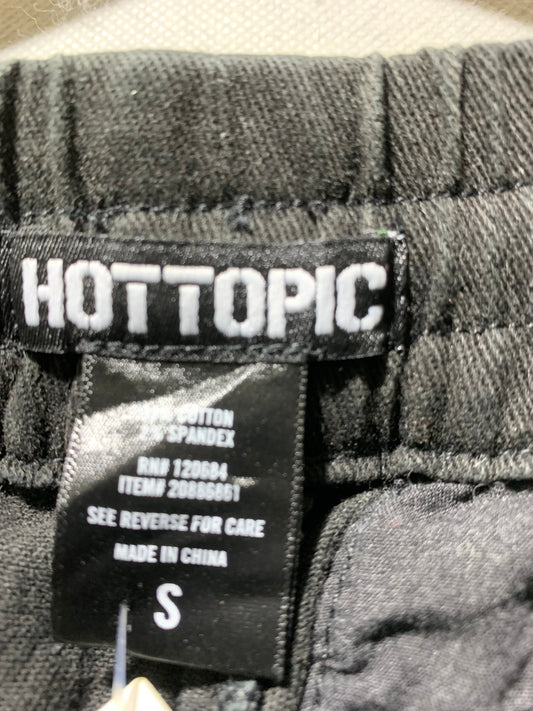 HOTTOPIC
COTTON
SPANDEX
RN# 120684
ITEM#
SEE REVERSE FOR CARE
MADE IN CHINA
S